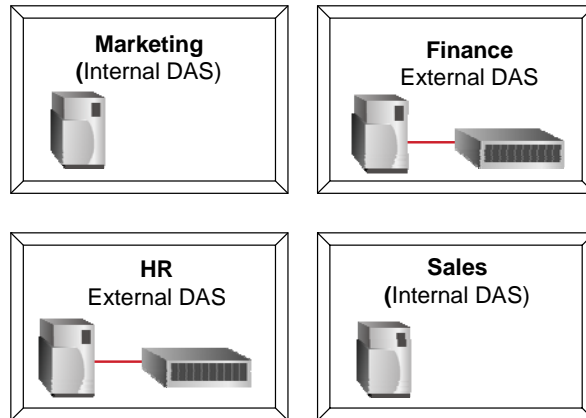 Marketing
(Internal DAS)
Finance
External DAS
HR
External DAS
Sales
(Internal DAS)